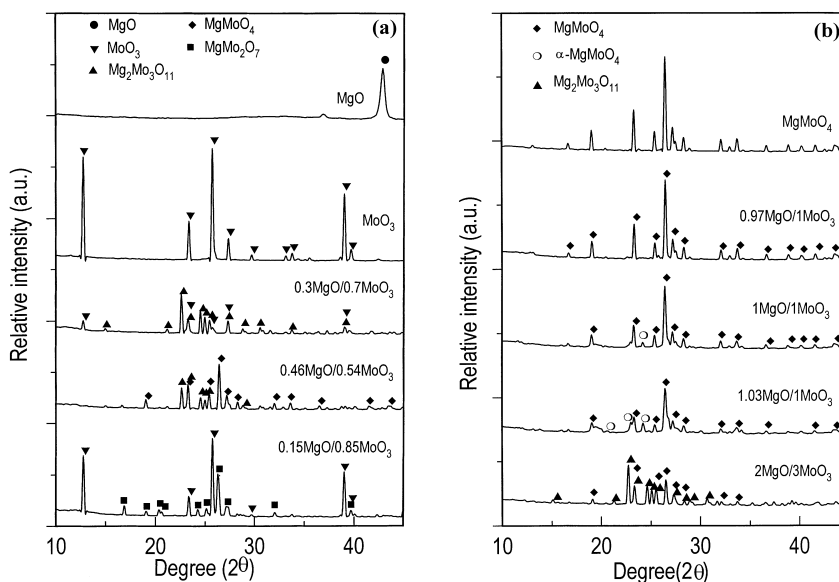 (a)
MgO
MgMoO₄
MoO₃
MgMo₂O₇
Mg₂Mo₃O₁₁
MgO
MoO₃
0.3MgO/0.7MoO₃
0.46MgO/0.54MoO₃
0.15MgO/0.85MoO₃
Relative intensity (a.u.)
10 20 30 40
Degree (2θ)
(b)
MgMoO₄
α-MgMoO₄
Mg₂Mo₃O₁₁
MgMoO₄
0.97MgO/1MoO₃
1MgO/1MoO₃
1.03MgO/1MoO₃
2MgO/3MoO₃
Relative intensity (a.u.)
10 20 30 40
Degree(2θ)